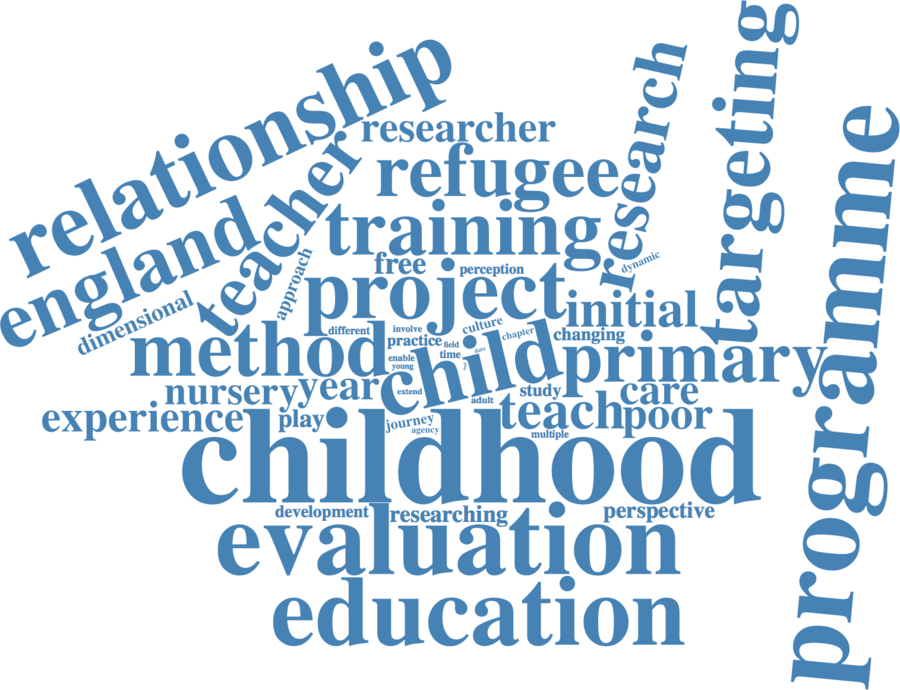 relationship
researcher
research
targeting
programme
refugee
teacher
england
training
approach
free
perception
dynamic
project
initial
dimensional
different
involve
culture
chapter
changing
method
practice
field
time
data
child
primary
enable
young
nursery
year
extend
adult
study
care
experience
play
journey
agency
teach
poor
multiple
childhood
development
researching
perspective
evaluation
education